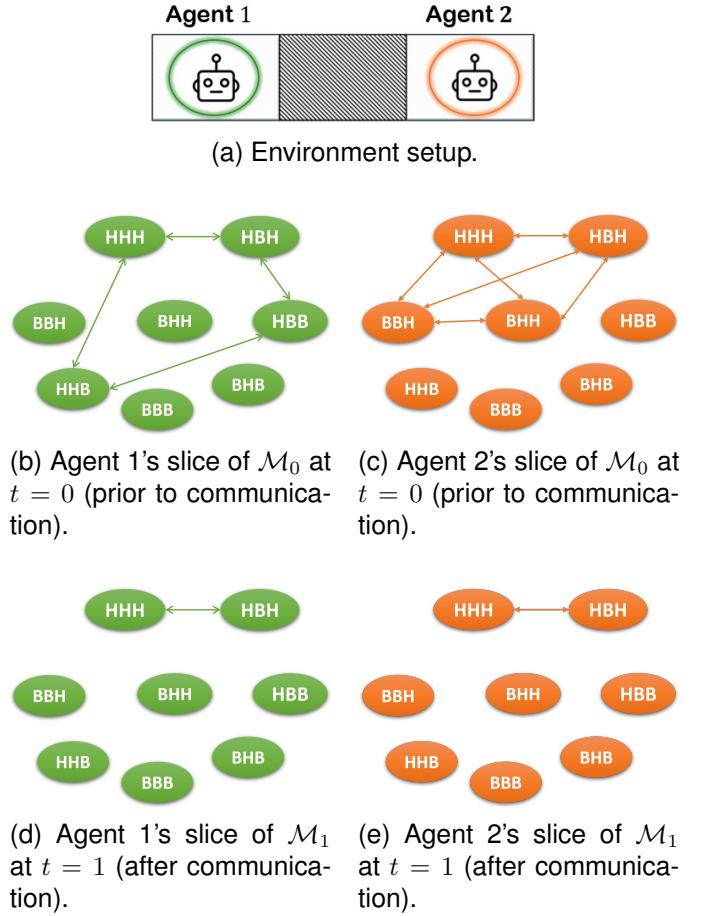 Agent 1 Agent 2
(a) Environment setup.
HHH HBH
BBH BHH HBB
HHB BBB BHB
HHH HBH
BBH BHH HBB
HHB BBB BHB
(b) Agent 1's slice of M₀ at
t = 0 (prior to communica-
tion).
(c) Agent 2's slice of M₀ at
t = 0 (prior to communica-
tion).
HHH HBH
BBH BHH HBB
HHB BBB BHB
HHH HBH
BBH BHH HBB
HHB BBB BHB
(d) Agent 1's slice of M₁
at t = 1 (after communica-
tion).
(e) Agent 2's slice of M₁
at t = 1 (after communica-
tion).